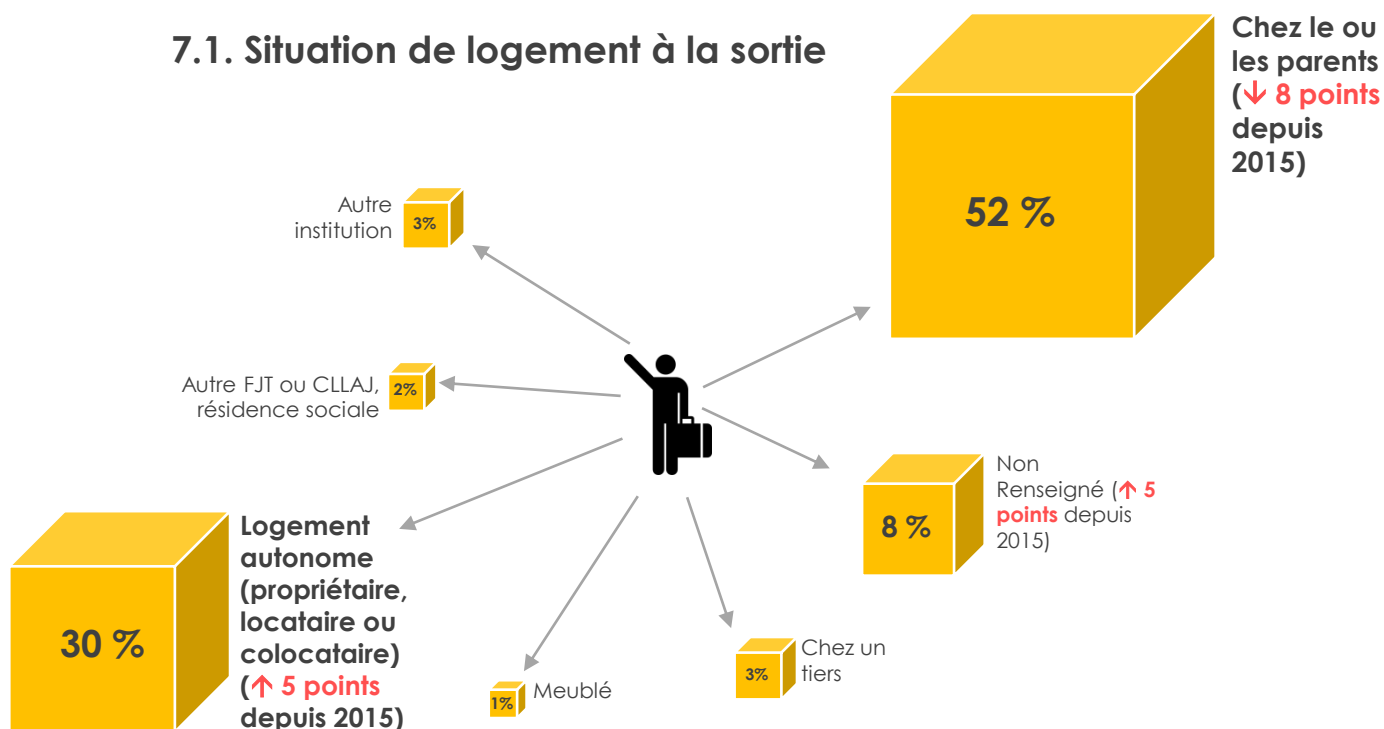 7.1. Situation de logement à la sortie
Chez le ou
les parents
(↓ 8 points
depuis
2015)
52 %
Autre
institution
3%
Autre FJT ou CLLAJ,
résidence sociale
2%
Non
Renseigné (↑ 5
points depuis
2015)
8 %
Logement
autonome
(propriétaire,
locataire ou
colocataire)
(↑ 5 points
depuis 2015)
30 %
Chez un
tiers
3%
Meublé
1%